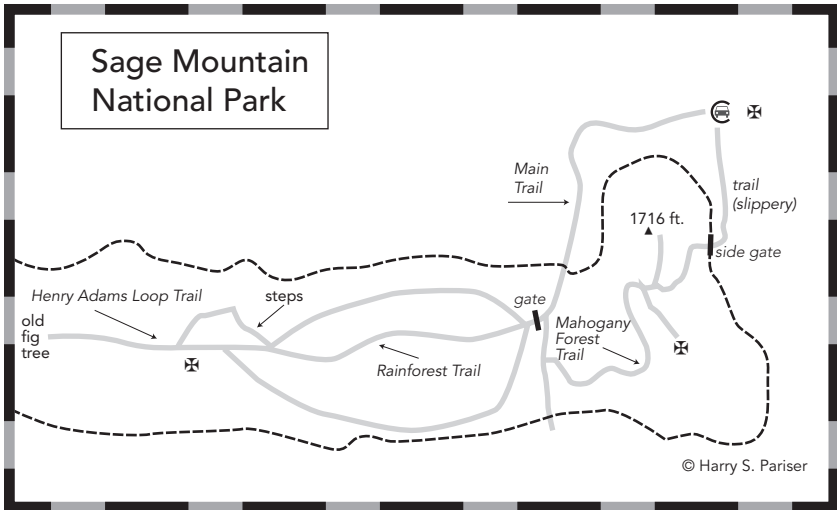 Sage Mountain
National Park
Main
Trail
trail
(slippery)
1716 ft.
side gate
Henry Adams Loop Trail
steps
gate
old
fig
tree
Mahogany
Forest
Trail
Rainforest Trail
© Harry S. Pariser